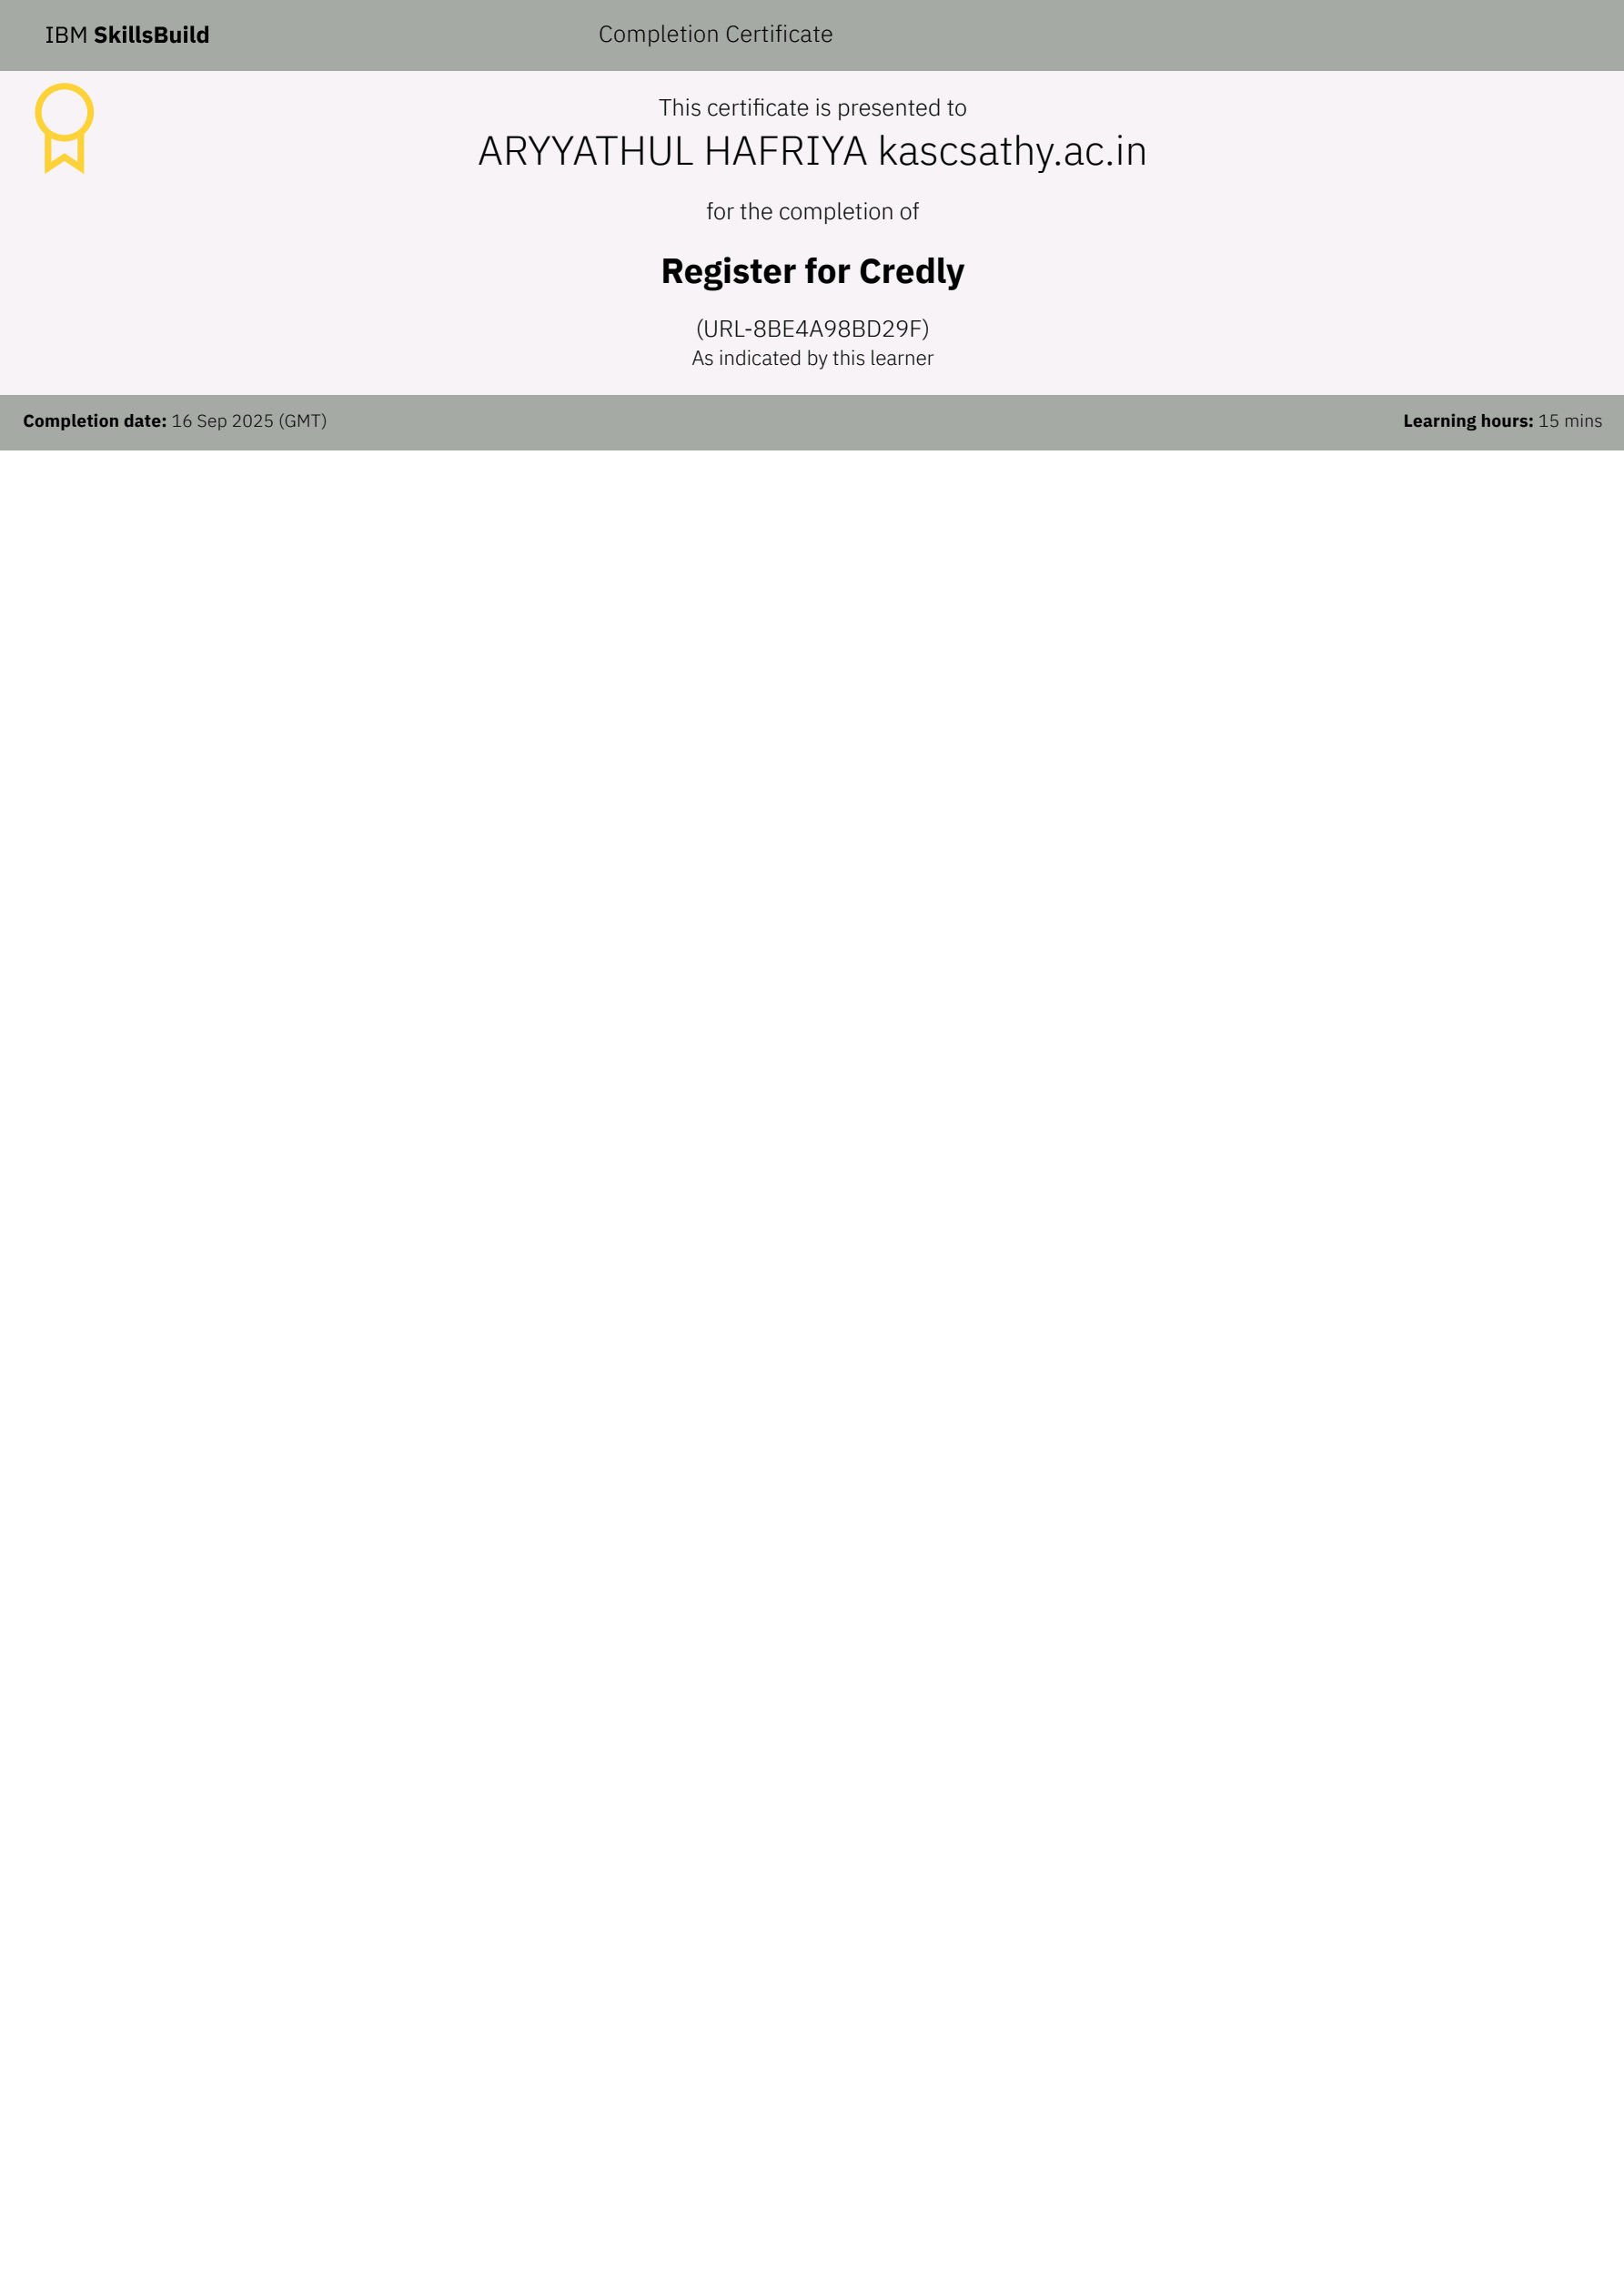 IBM SkillsBuild
Completion Certificate
This certificate is presented to
ARYYATHUL HAFRIYA kascsathy.ac.in
for the completion of
Register for Credly
(URL-8BE4A98BD29F)
As indicated by this learner
Completion date: 16 Sep 2025 (GMT)
Learning hours: 15 mins